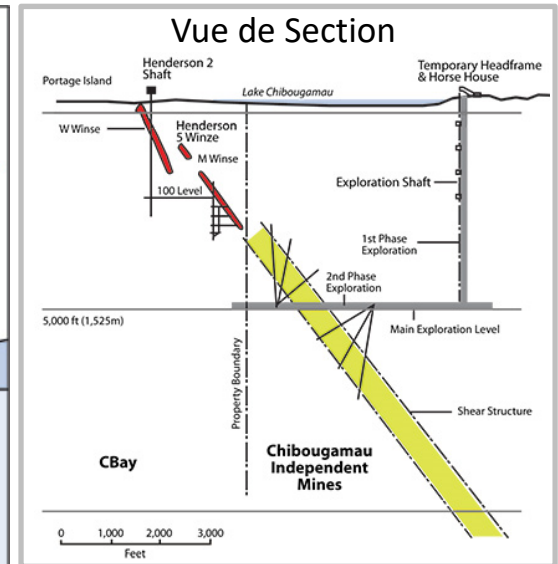 Vue de Section
Henderson 2
Shaft
Temporary Headframe
& Horse House
Portage Island
Lake Chibougamau
W Winse
Henderson
5 Winze
M Winse
Exploration Shaft
100 Level
1st Phase
Exploration
2nd Phase
Exploration
5,000 ft (1,525m)
Main Exploration Level
Property Boundary
Shear Structure
CBay
Chibougamau
Independent
Mines
0 1,000 2,000 3,000
Feet